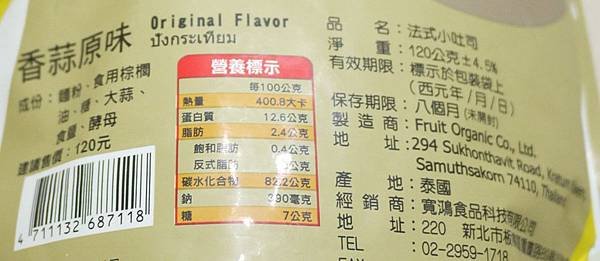 香蒜原味
Original Flavor
ปังกระเทียม
成份：麵粉、食用棕櫚
油、糖、大蒜、
食鹽、酵母
建議售價：120元
4 711132 687118
營養標示
每100公克
熱量 400.8大卡
蛋白質 12.6公克
脂肪 2.4公克
飽和脂肪 0.4公克
反式脂肪 公克
碳水化合物 82.2公克
鈉 390毫克
糖 7公克
品名：法式小吐司
淨重：120公克±4.5%
有效期限：標示於包裝袋上
(西元年/月/日)
保存期限：八個月(未開封)
製造商：Fruit Organic Co., Ltd.
地址：294 Sukhonthavit Road, Kratum Baen,
Samuthsakorn 74110, Thailand
產地：泰國
經銷商：寬鴻食品科技有限公司
地址：220 新北市板橋區
TEL：02-2959-1718